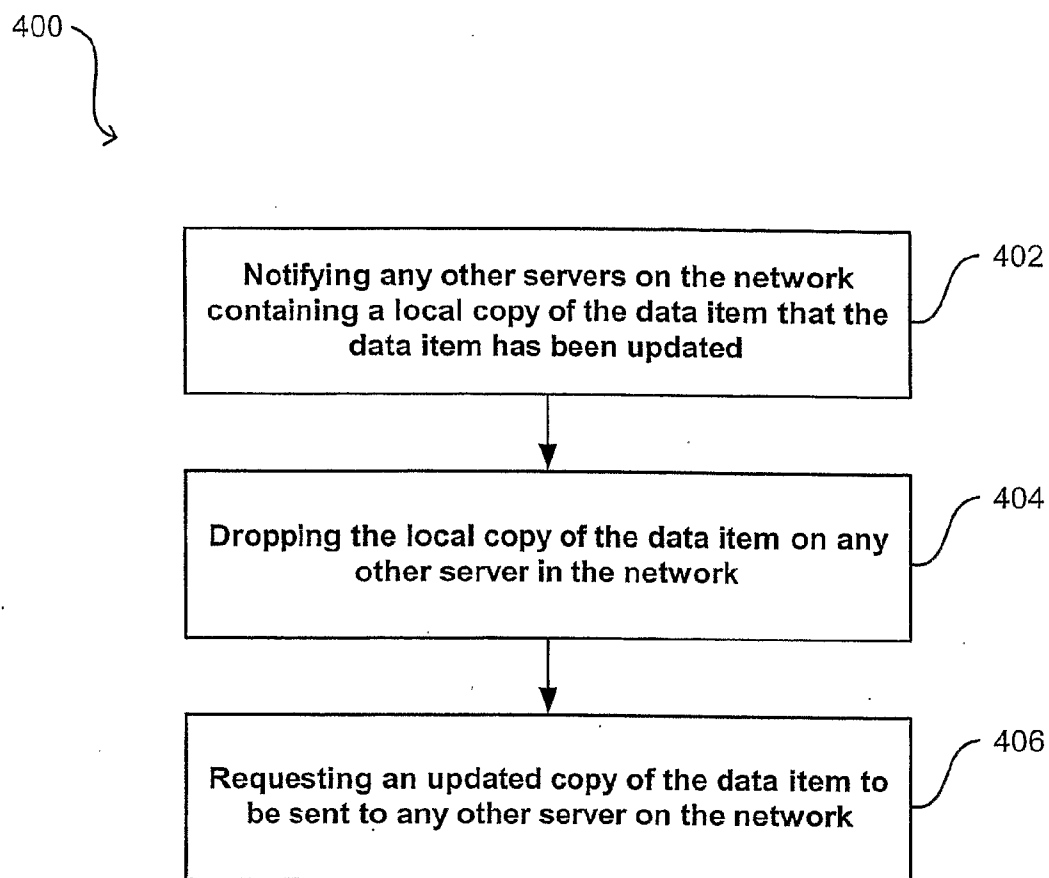 400
Notifying any other servers on the network
containing a local copy of the data item that the
data item has been updated
402
Dropping the local copy of the data item on any
other server in the network
404
Requesting an updated copy of the data item to
be sent to any other server on the network
406